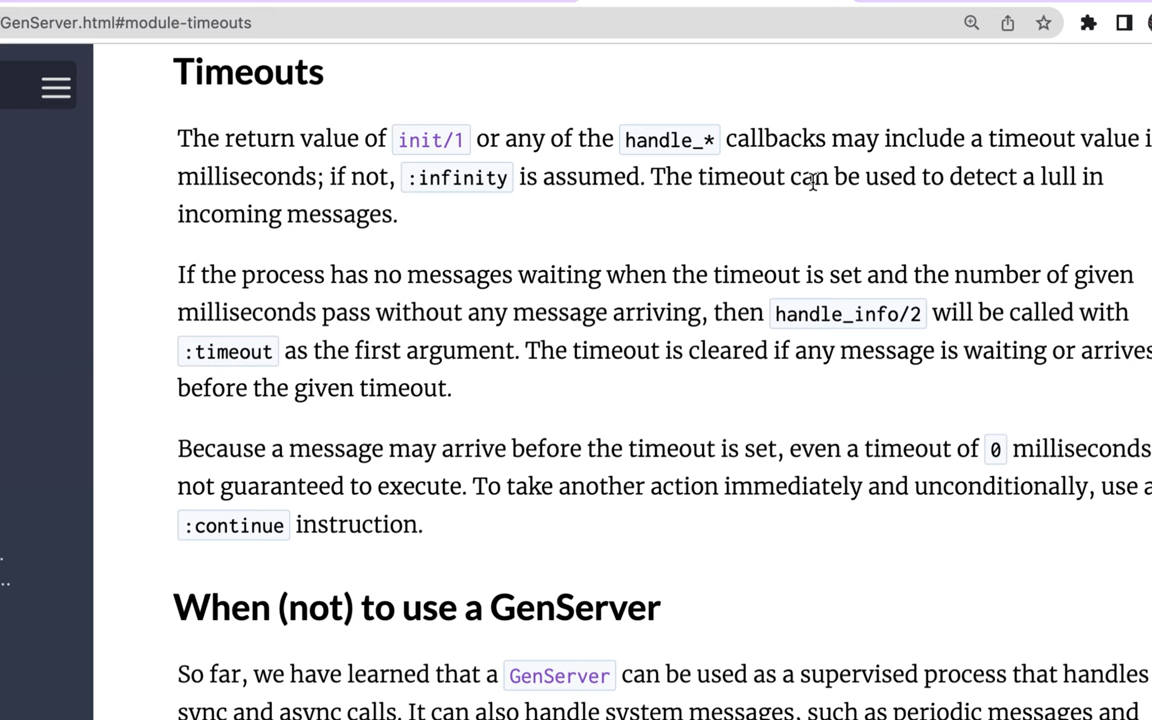 GenServer.html#module-timeouts
Timeouts
The return value of init/1 or any of the handle_* callbacks may include a timeout value
milliseconds; if not, :infinity is assumed. The timeout can be used to detect a lull in
incoming messages.
If the process has no messages waiting when the timeout is set and the number of given
milliseconds pass without any message arriving, then handle_info/2 will be called with
:timeout as the first argument. The timeout is cleared if any message is waiting or arrives
before the given timeout.
Because a message may arrive before the timeout is set, even a timeout of 0 milliseconds
not guaranteed to execute. To take another action immediately and unconditionally, use a
:continue instruction.
When (not) to use a GenServer
So far, we have learned that a GenServer can be used as a supervised process that handles
sync and async calls. It can also handle system messages, such as periodic messages and